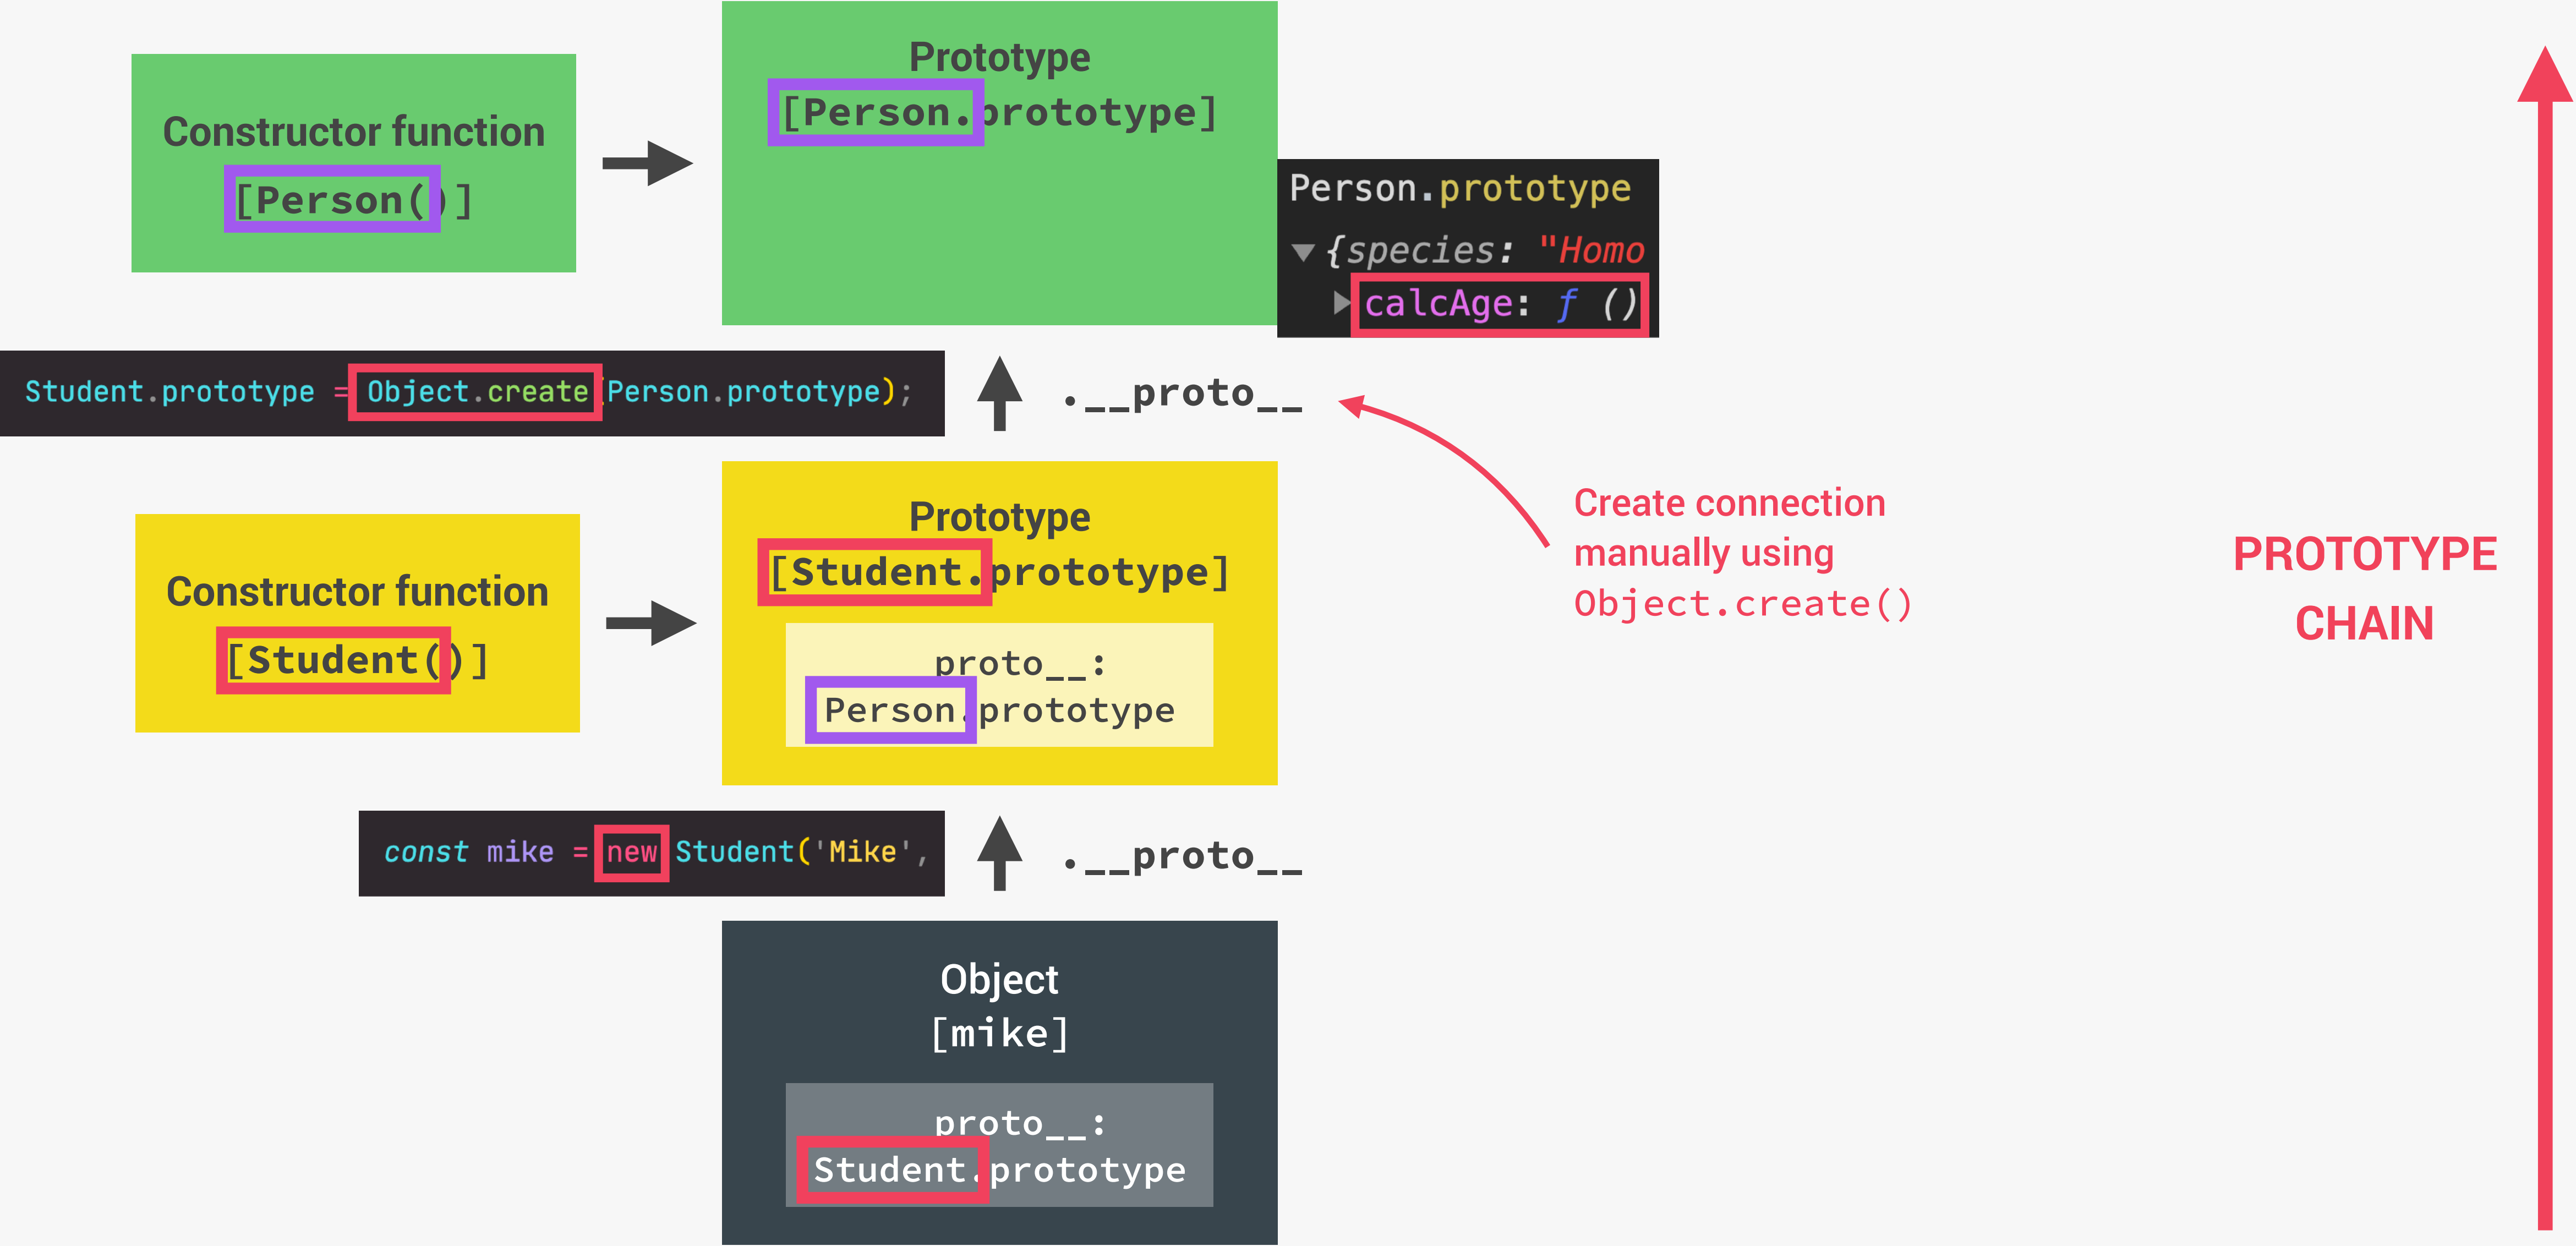 Prototype
[Person.prototype]
Constructor function
[Person()]
Person.prototype
{species: "Homo
calcAge: ƒ ()
Student.prototype = Object.create(Person.prototype);
.__proto__
Create connection
manually using
Object.create()
PROTOTYPE
CHAIN
Prototype
[Student.prototype]
Constructor function
[Student()]
proto__:
Person.prototype
const mike = new Student('Mike',
.__proto__
Object
[mike]
proto__:
Student.prototype